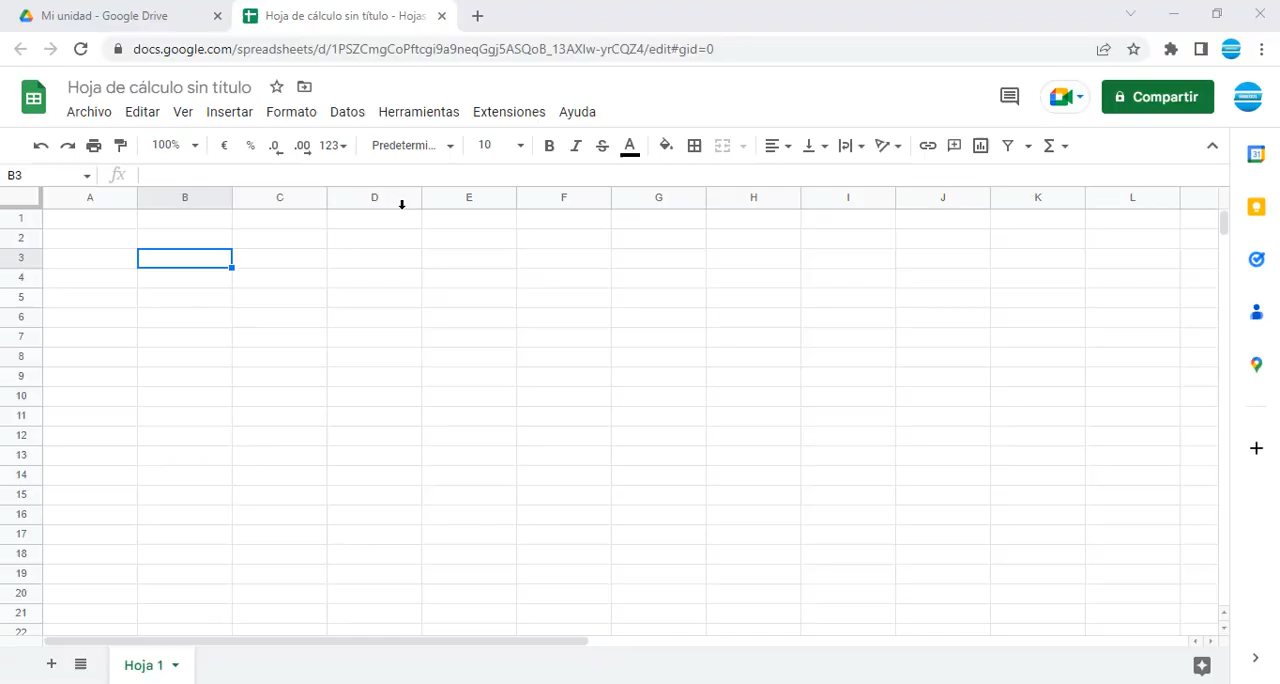 Mi unidad - Google Drive
Hoja de cálculo sin título - Hojas
docs.google.com/spreadsheets/d/1PSZCmgCoPftcgi9a9neqGgj5ASQoB_13AXIw-yrCQZ4/edit#gid=0
Hoja de cálculo sin título
Archivo Editar Ver Insertar Formato Datos Herramientas Extensiones Ayuda
Compartir
100% € % .0 .00 123 Predetermi... 10 B I S A Σ
B3 fx
A B C D E F G H I J K L
1
2
3
4
5
6
7
8
9
10
11
12
13
14
15
16
17
18
19
20
21
22
Hoja 1
31